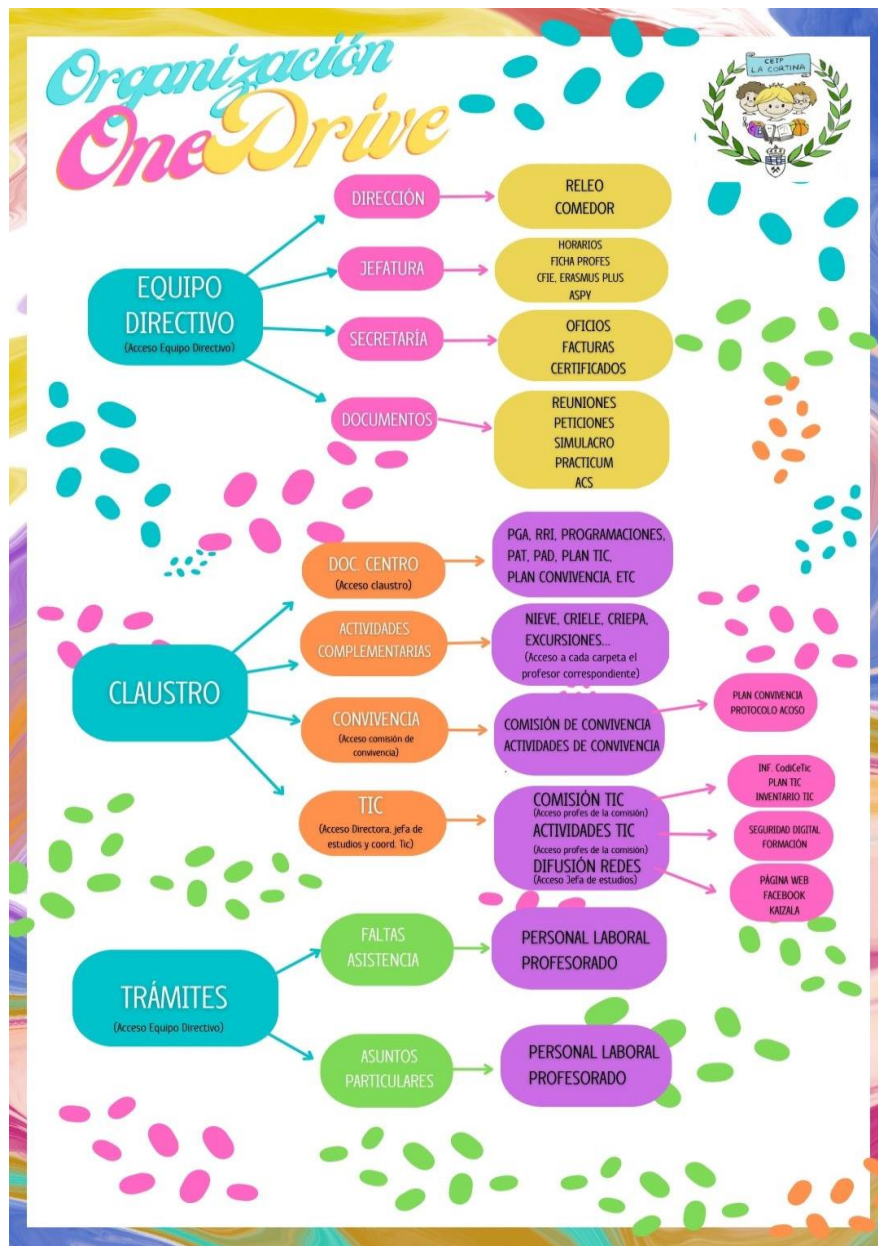 Organización
OneDrive
CEIP
LA CORTINA
EQUIPO
DIRECTIVO
(Acceso Equipo Directivo)
DIRECCIÓN
RELEO
COMEDOR
JEFATURA
HORARIOS
FICHA PROFES
CFIE, ERASMUS PLUS
ASPY
SECRETARÍA
OFICIOS
FACTURAS
CERTIFICADOS
DOCUMENTOS
REUNIONES
PETICIONES
SIMULACRO
PRACTICUM
ACS
CLAUSTRO
DOC. CENTRO
(Acceso claustro)
PGA, RRI, PROGRAMACIONES,
PAT, PAD, PLAN TIC,
PLAN CONVIVENCIA, ETC
ACTIVIDADES
COMPLEMENTARIAS
NIEVE, CRIELE, CRIEPA,
EXCURSIONES...
(Acceso a cada carpeta el
profesor correspondiente)
CONVIVENCIA
(Acceso comisión de
convivencia)
COMISIÓN DE CONVIVENCIA
ACTIVIDADES DE CONVIVENCIA
PLAN CONVIVENCIA
PROTOCOLO ACOSO
TIC
(Acceso Directora, jefa de
estudios y coord. Tic)
COMISIÓN TIC
(Acceso profes de la comisión)
ACTIVIDADES TIC
(Acceso profes de la comisión)
DIFUSIÓN REDES
(Acceso Jefa de estudios)
INF. CodiCeTic
PLAN TIC
INVENTARIO TIC
SEGURIDAD DIGITAL
FORMACIÓN
PÁGINA WEB
FACEBOOK
KAIZALA
TRÁMITES
(Acceso Equipo Directivo)
FALTAS
ASISTENCIA
PERSONAL LABORAL
PROFESORADO
ASUNTOS
PARTICULARES
PERSONAL LABORAL
PROFESORADO